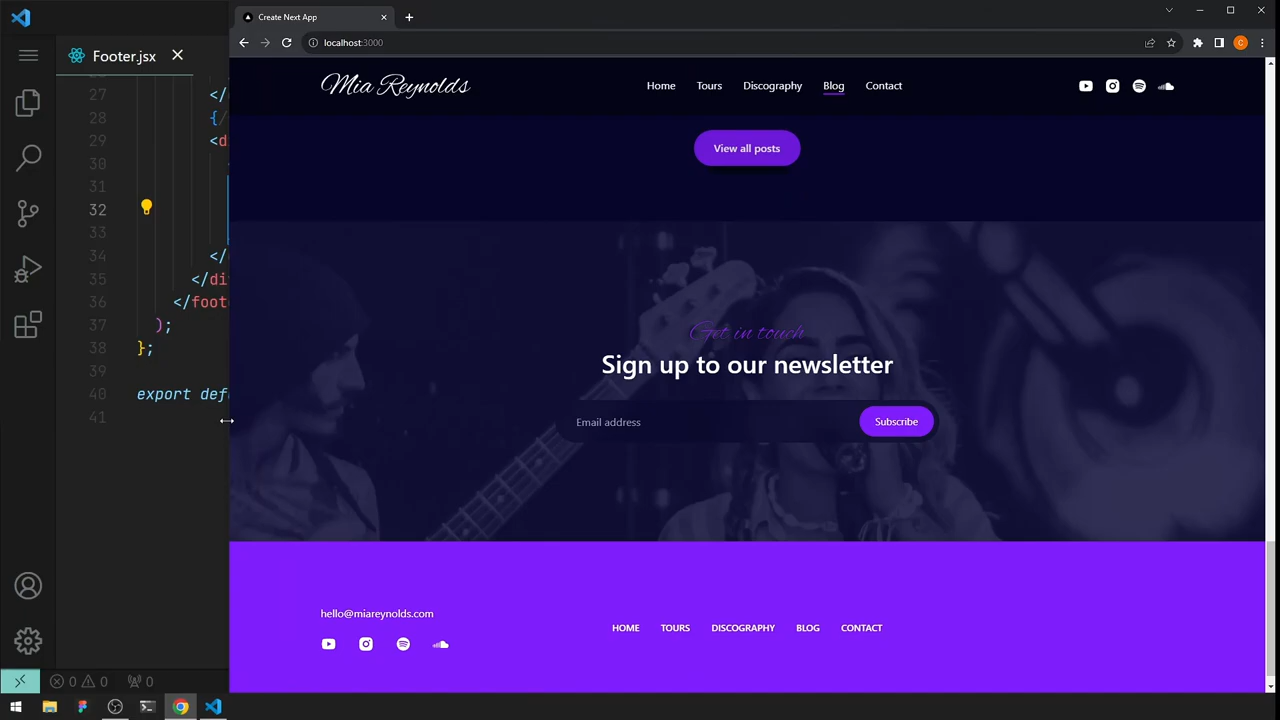 Create Next App
localhost:3000
C
Footer.jsx
Mia Reynolds
Home Tours Discography Blog Contact
View all posts
27 </
28 {/
29 <d
30
31
32
33
34 </
35 </di
36 </foot
37 );
38 };
39
40 export def
41
Get in touch
Sign up to our newsletter
Email address Subscribe
hello@miareynolds.com
HOME TOURS DISCOGRAPHY BLOG CONTACT
0 0 0